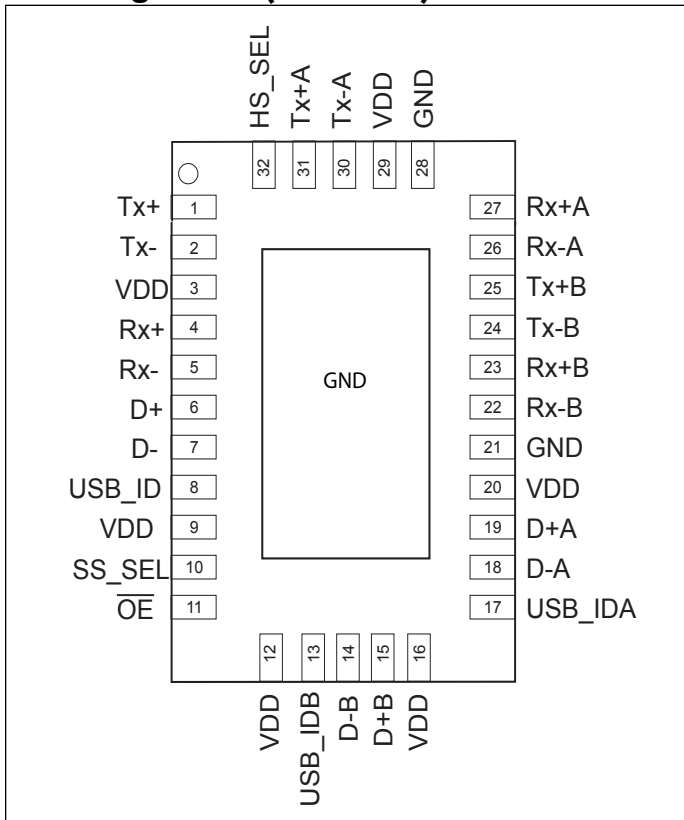 HS_SEL
Tx+A
Tx-A
VDD
GND
32
31
30
29
28
Tx+ 1
Tx- 2
VDD 3
Rx+ 4
Rx- 5
D+ 6
D- 7
USB_ID 8
VDD 9
SS_SEL 10
OE 11
GND
27 Rx+A
26 Rx-A
25 Tx+B
24 Tx-B
23 Rx+B
22 Rx-B
21 GND
20 VDD
19 D+A
18 D-A
17 USB_IDA
12
13
14
15
16
VDD
USB_IDB
D-B
D+B
VDD